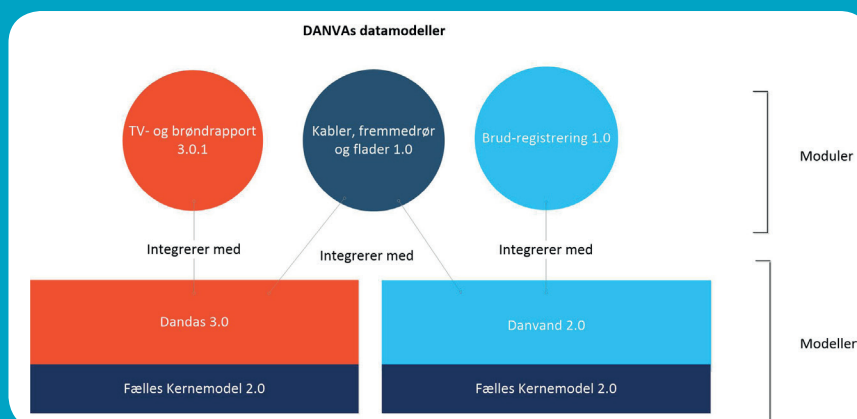 DANVAs datamodeller
TV- og brøndrapport
3.0.1
Kabler, fremmedrør
og flader 1.0
Brud-registrering 1.0
Moduler
Integrerer med
Integrerer med
Integrerer med
Dandas 3.0
Danvand 2.0
Modeller
Fælles Kernemodel 2.0
Fælles Kernemodel 2.0